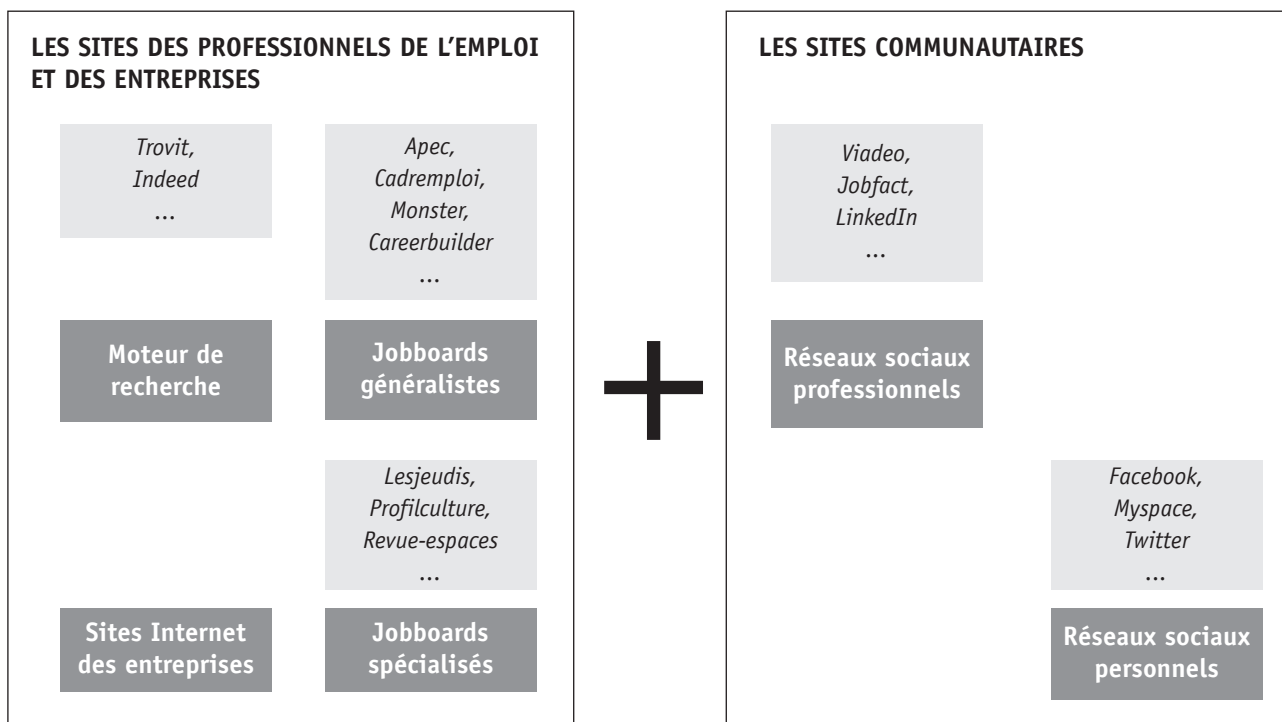 LES SITES DES PROFESSIONNELS DE L'EMPLOI
ET DES ENTREPRISES
Trovit,
Indeed
...
Moteur de
recherche
Apec,
Cadremploi,
Monster,
Careerbuilder
...
Jobboards
généralistes
Sites Internet
des entreprises
Lesjeudis,
Profilculture,
Revue-espaces
...
Jobboards
spécialisés
+
LES SITES COMMUNAUTAIRES
Viadeo,
Jobfact,
LinkedIn
...
Réseaux sociaux
professionnels
Facebook,
Myspace,
Twitter
...
Réseaux sociaux
personnels